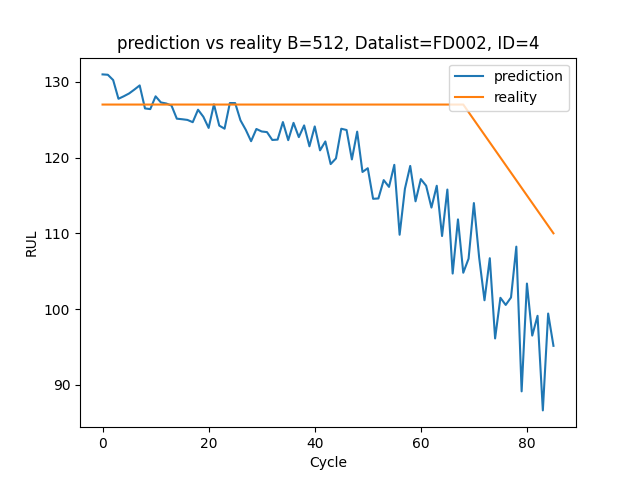 prediction vs reality B=512, Datalist=FD002, ID=4
prediction
reality
130
120
110
100
90
RUL
0 20 40 60 80
Cycle